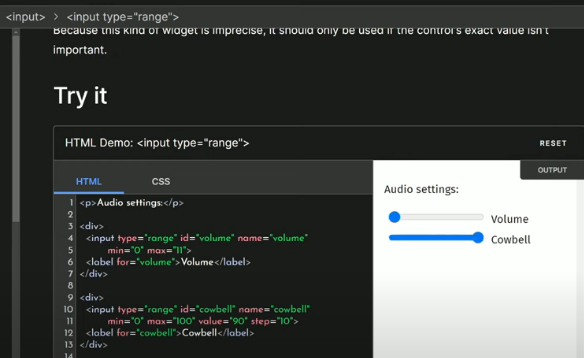 <input> > <input type="range">
Because this kind of widget is imprecise, it should only be used if the control's exact value isn't
important.
Try it
HTML Demo: <input type="range">
RESET
HTML
CSS
OUTPUT
1 <p>Audio settings:</p>
2
3 <div>
4 <input type="range" id="volume" name="volume"
5 min="0" max="11">
6 <label for="volume">Volume</label>
7 </div>
8
9 <div>
10 <input type="range" id="cowbell" name="cowbell"
11 min="0" max="100" value="90" step="10">
12 <label for="cowbell">Cowbell</label>
13 </div>
14
Audio settings:
Volume
Cowbell